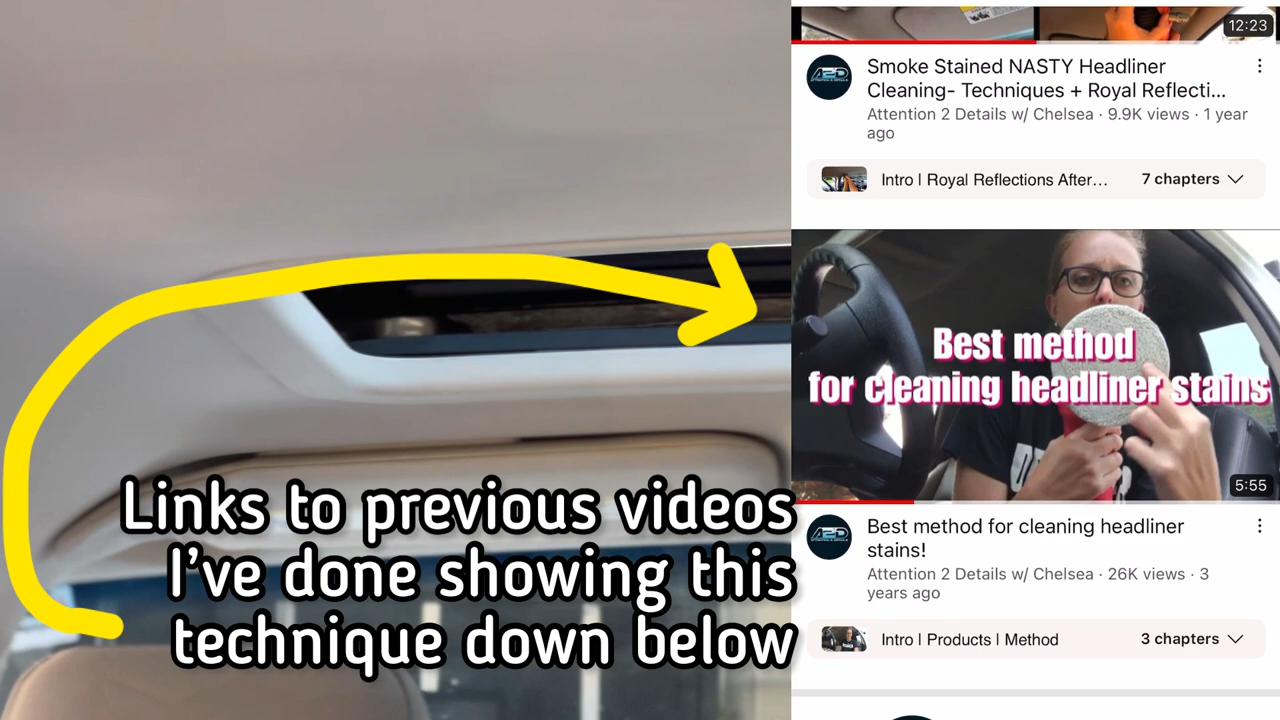 12:23
A2D
Smoke Stained NASTY Headliner
Cleaning- Techniques + Royal Reflecti...
Attention 2 Details w/ Chelsea · 9.9K views · 1 year
ago
Intro | Royal Reflections After...
7 chapters
Best method
for cleaning headliner stains
5:55
A2D
Best method for cleaning headliner
stains!
Attention 2 Details w/ Chelsea · 26K views · 3
years ago
Intro | Products | Method
3 chapters
Links to previous videos
I've done showing this
technique down below